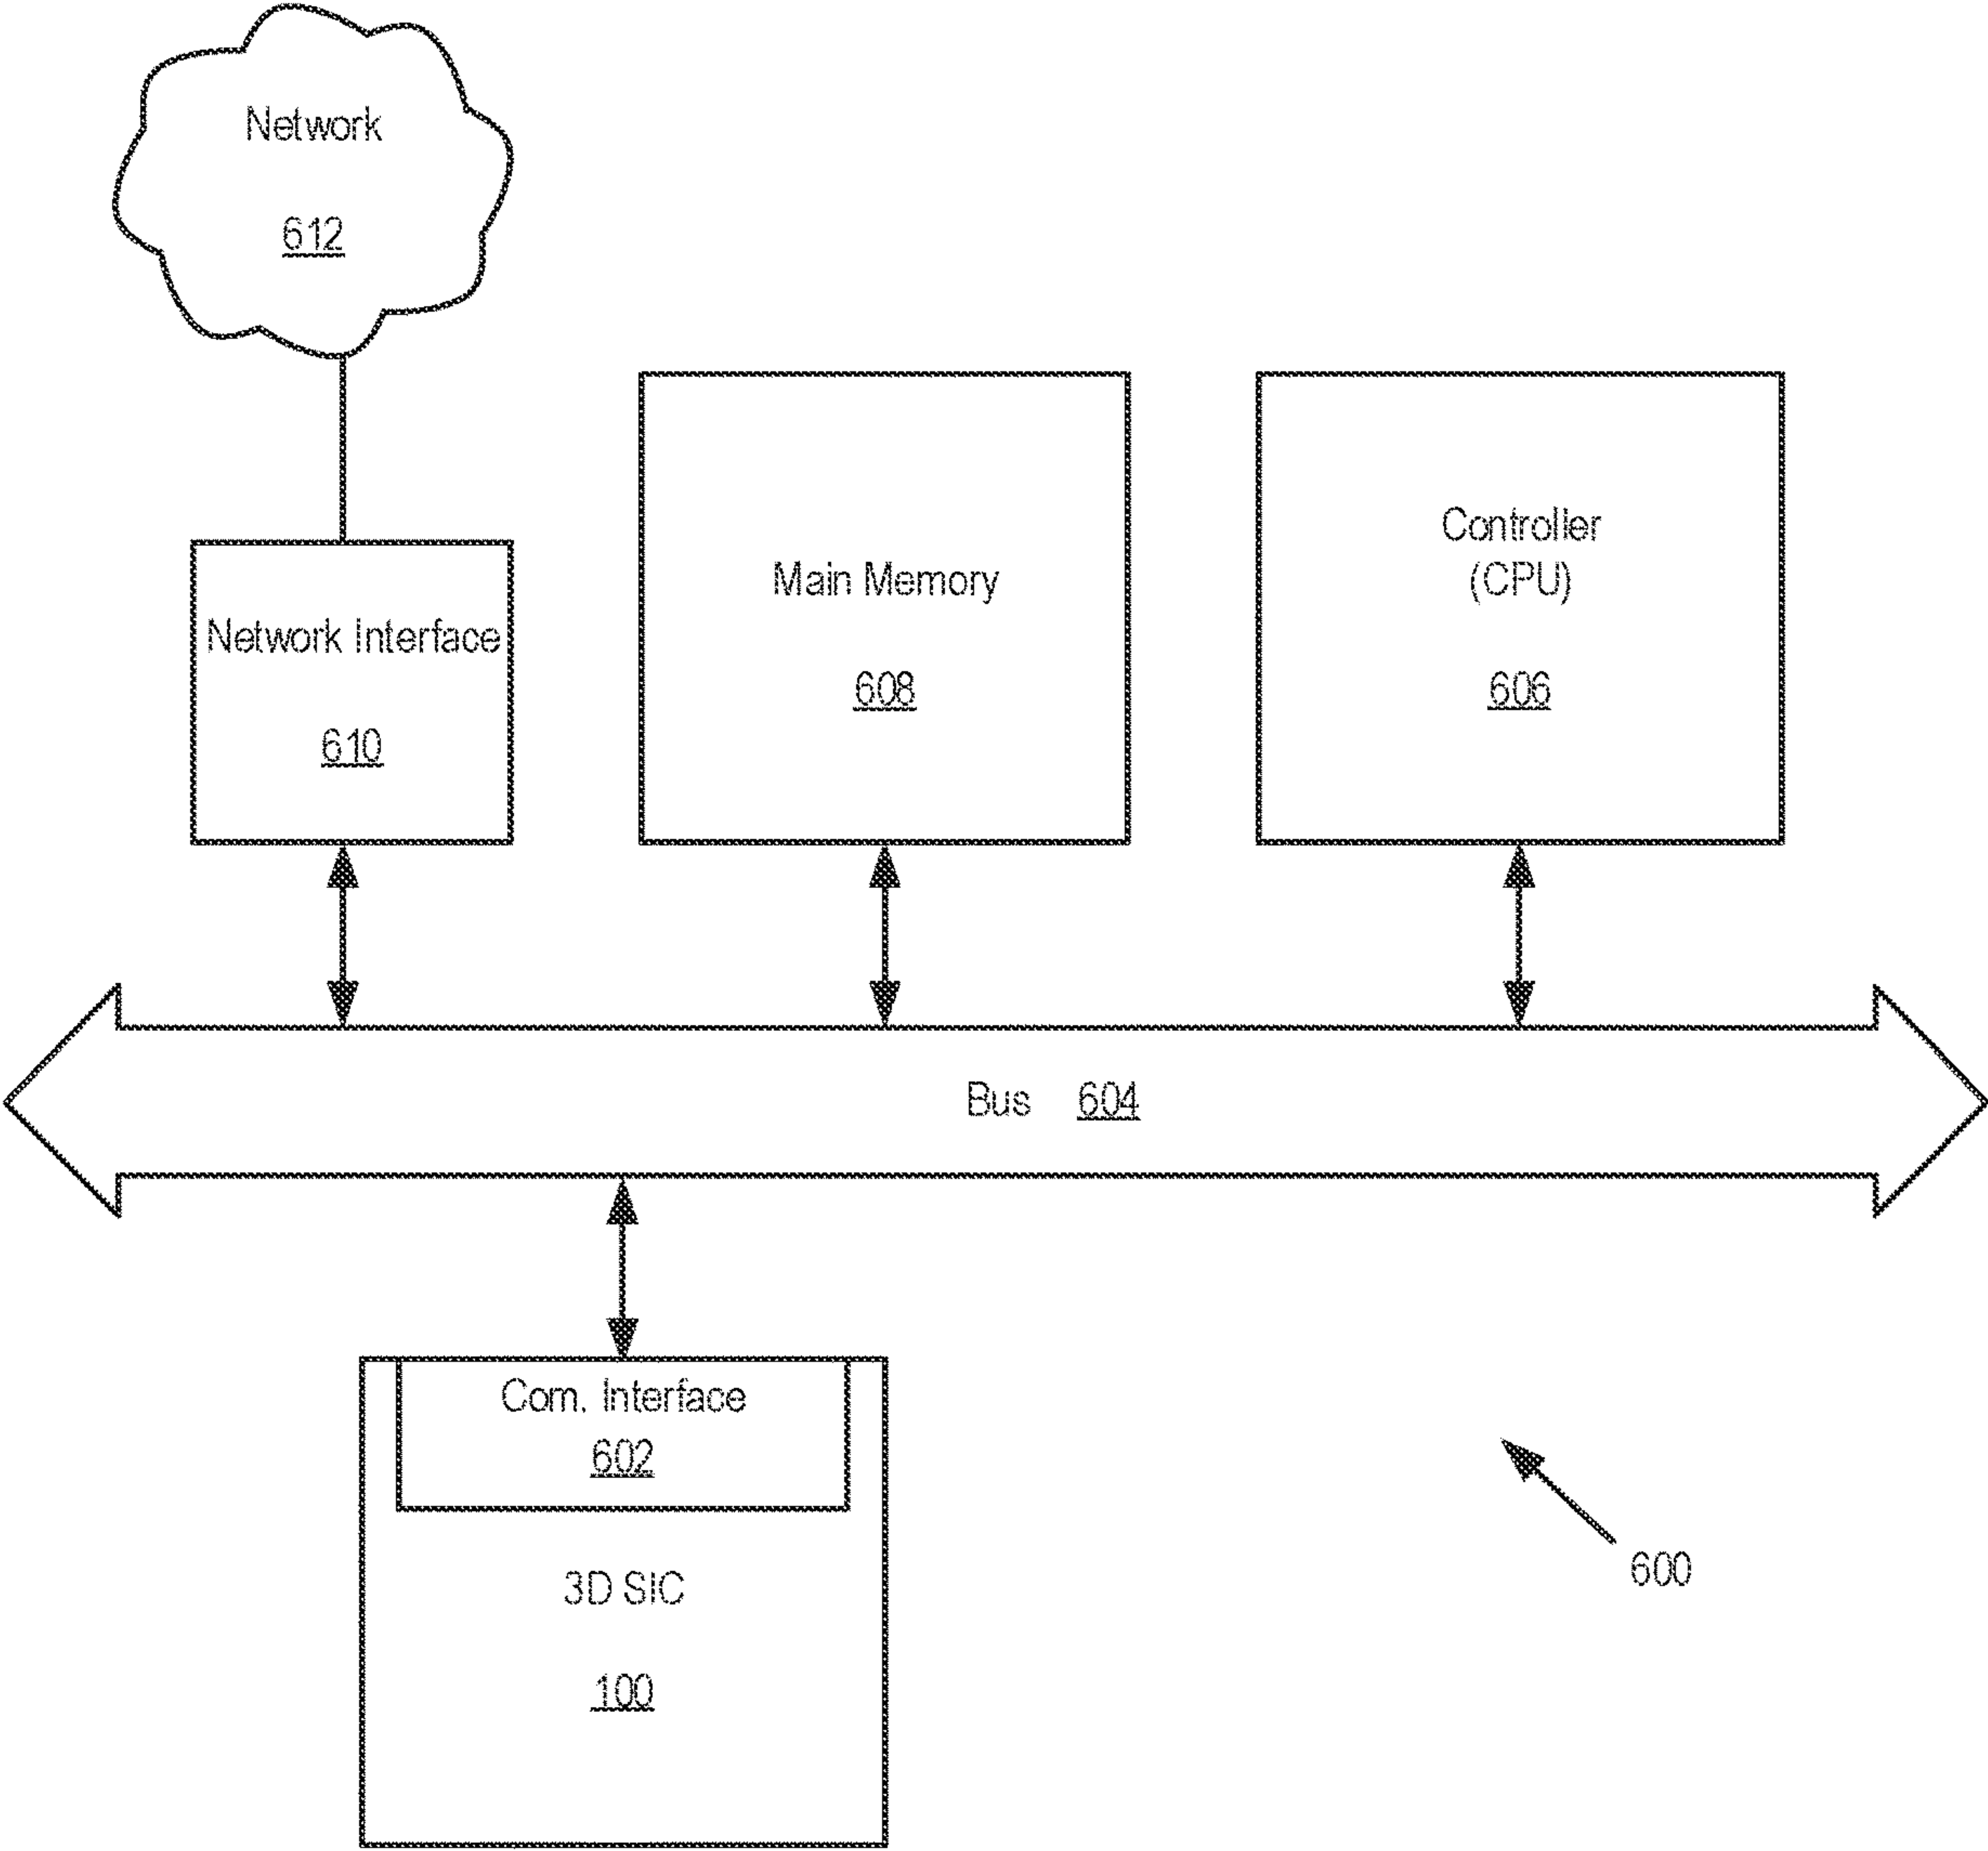 Network
612
Network Interface
610
Main Memory
608
Controller
(CPU)
606
Bus 604
Com. Interface
602
3D SIC
100
600